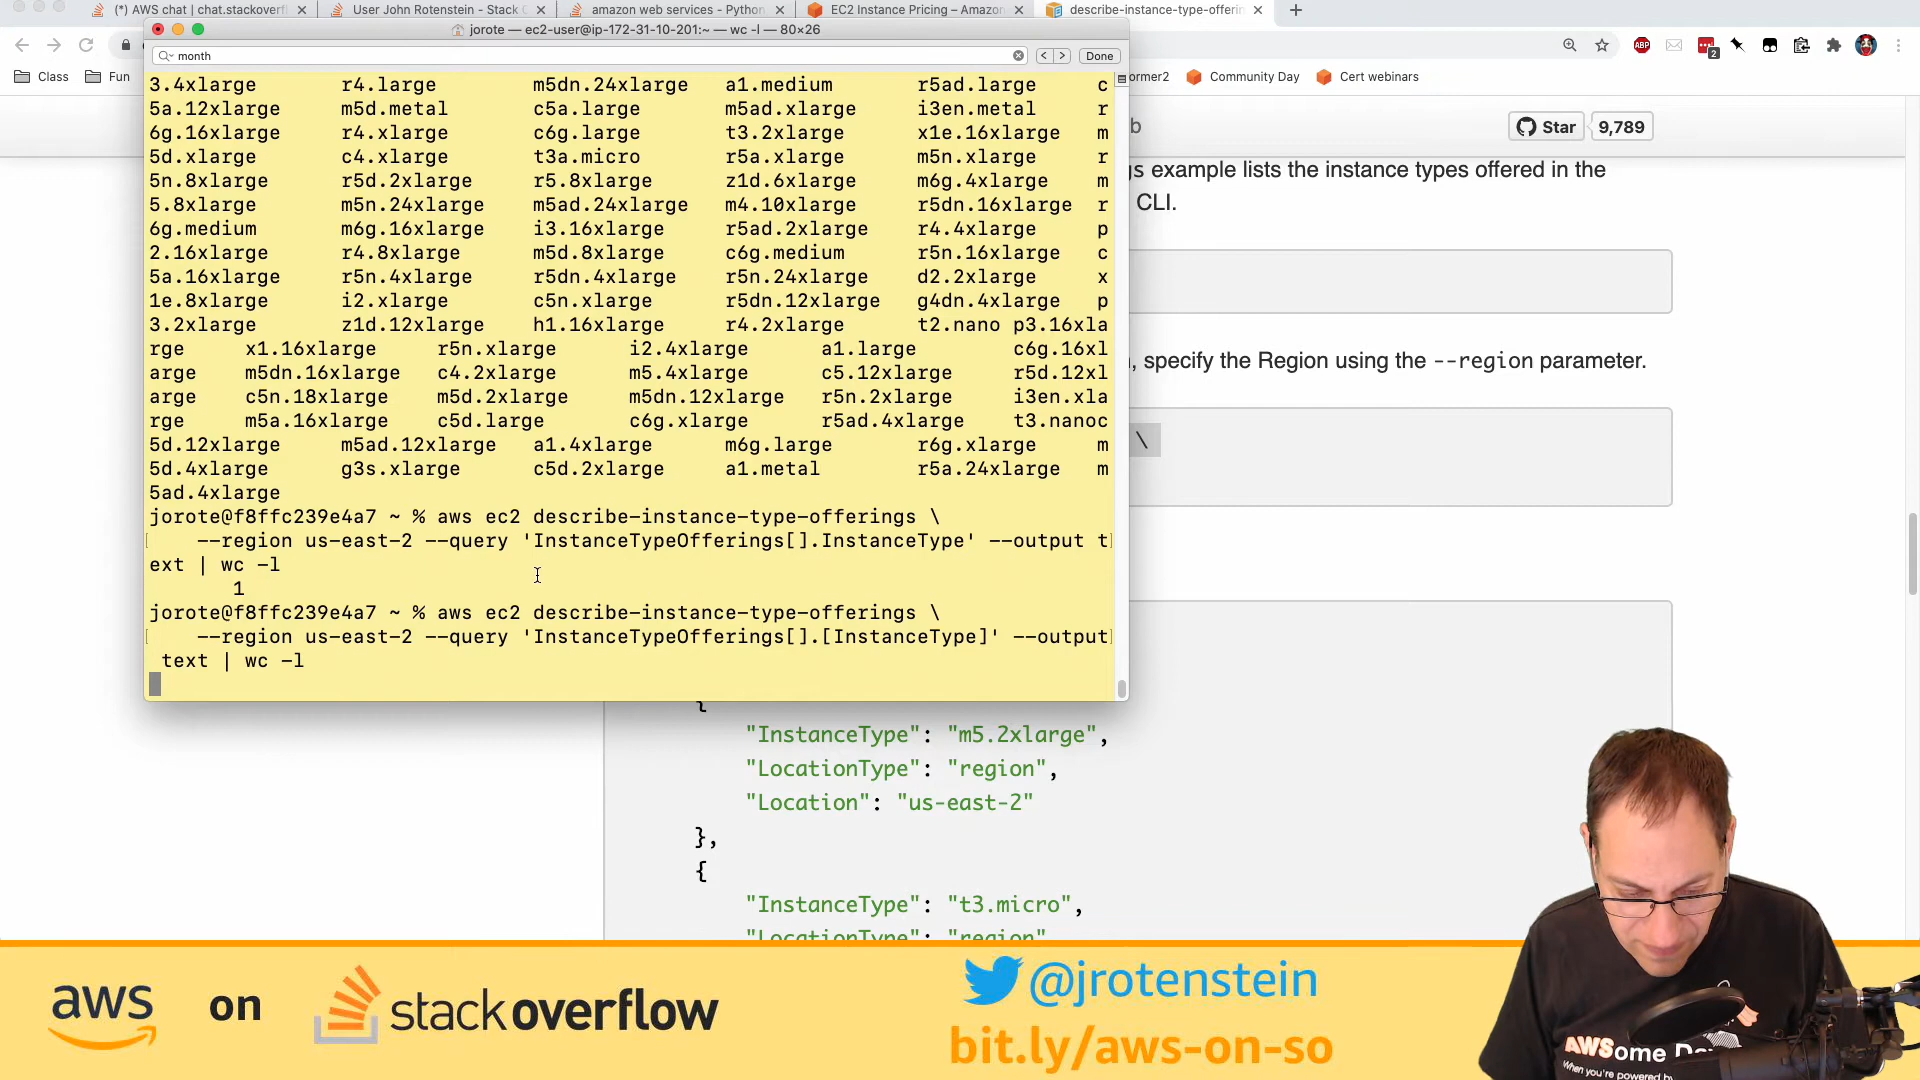 (*) AWS chat | chat.stackoverfl
User John Rotenstein - Stack O
amazon web services - Python
EC2 Instance Pricing – Amazon
describe-instance-type-offerin
jorote — ec2-user@ip-172-31-10-201:~ — wc -l — 80×26
month
Done
Class
Fun
ormer2
Community Day
Cert webinars
3.4xlarge r4.large m5dn.24xlarge a1.medium r5ad.large c
5a.12xlarge m5d.metal c5a.large m5ad.xlarge i3en.metal r
6g.16xlarge r4.xlarge c6g.large t3.2xlarge x1e.16xlarge m
5d.xlarge c4.xlarge t3a.micro r5a.xlarge m5n.xlarge r
5n.8xlarge r5d.2xlarge r5.8xlarge z1d.6xlarge m6g.4xlarge m
5.8xlarge m5n.24xlarge m5ad.24xlarge m4.10xlarge r5dn.16xlarge r
6g.medium m6g.16xlarge i3.16xlarge r5ad.2xlarge r4.4xlarge p
2.16xlarge r4.8xlarge m5d.8xlarge c6g.medium r5n.16xlarge c
5a.16xlarge r5n.4xlarge r5dn.4xlarge r5n.24xlarge d2.2xlarge x
1e.8xlarge i2.xlarge c5n.xlarge r5dn.12xlarge g4dn.4xlarge p
3.2xlarge z1d.12xlarge h1.16xlarge r4.2xlarge t2.nano p3.16xla
rge x1.16xlarge r5n.xlarge i2.4xlarge a1.large c6g.16xl
arge m5dn.16xlarge c4.2xlarge m5.4xlarge c5.12xlarge r5d.12xl
arge c5n.18xlarge m5d.2xlarge m5dn.12xlarge r5n.2xlarge i3en.xla
rge m5a.16xlarge c5d.large c6g.xlarge r5ad.4xlarge t3.nanoc
5d.12xlarge m5ad.12xlarge a1.4xlarge m6g.large r6g.xlarge m
5d.4xlarge g3s.xlarge c5d.2xlarge a1.metal r5a.24xlarge m
5ad.4xlarge
jorote@f8ffc239e4a7 ~ % aws ec2 describe-instance-type-offerings \
--region us-east-2 --query 'InstanceTypeOfferings[].InstanceType' --output t
ext | wc -l
1
jorote@f8ffc239e4a7 ~ % aws ec2 describe-instance-type-offerings \
--region us-east-2 --query 'InstanceTypeOfferings[].[InstanceType]' --output
text | wc -l
b
Star 9,789
gs example lists the instance types offered in the
CLI.
, specify the Region using the --region parameter.
\
{
"InstanceType": "m5.2xlarge",
"LocationType": "region",
"Location": "us-east-2"
},
{
"InstanceType": "t3.micro",
"LocationType": "region"
aws on stackoverflow
@jrotenstein
bit.ly/aws-on-so
AWSome Da
When you're powered by